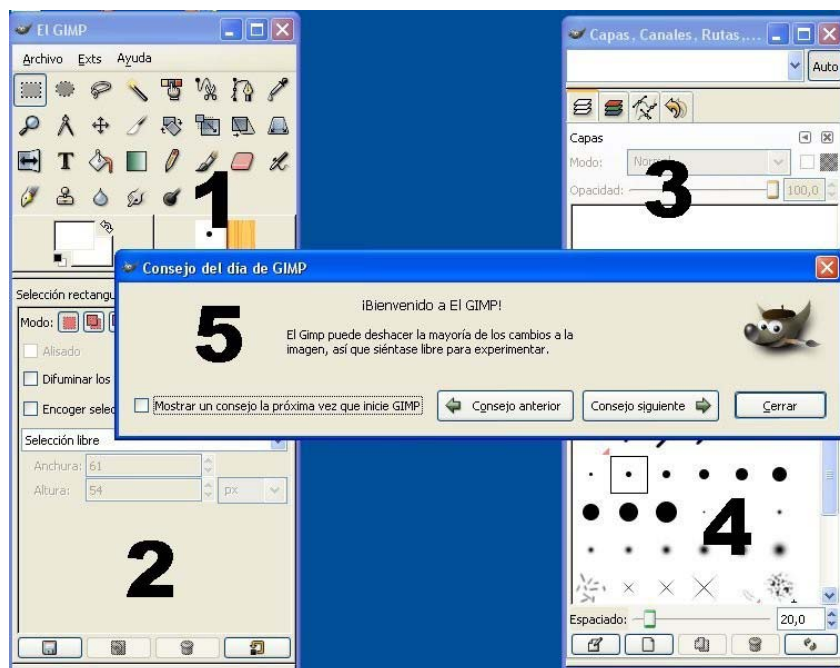 El GIMP
Archivo Exts Ayuda
1
Selección rectangu
Modo:
Alisado
Difuminar los
Encoger selec
Selección libre
Anchura: 61
Altura: 54 px
2
Capas, Canales, Rutas,...
Auto
Capas
Modo: Normal
Opacidad: 100,0
3
Consejo del día de GIMP
5
¡Bienvenido a El GIMP!
El Gimp puede deshacer la mayoría de los cambios a la
imagen, así que siéntase libre para experimentar.
Mostrar un consejo la próxima vez que inicie GIMP
Consejo anterior
Consejo siguiente
Cerrar
4
Espaciado: 20,0